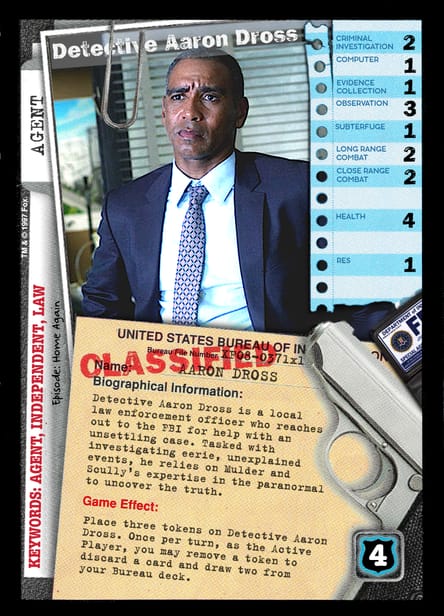 Detective Aaron Dross
AGENT
TM & © 1997 Fox.
KEYWORDS: AGENT, INDEPENDENT, LAW
Episode: Home Again
CRIMINAL
INVESTIGATION 2
COMPUTER 1
EVIDENCE
COLLECTION 1
OBSERVATION 3
SUBTERFUGE 1
LONG RANGE
COMBAT 2
CLOSE RANGE
COMBAT 2
HEALTH 4
RES 1
UNITED STATES BUREAU OF IN
Bureau File Number XF08-0371x1
CLASSIFIED
Name: AARON DROSS
Biographical Information:
Detective Aaron Dross is a local
law enforcement officer who reaches
out to the FBI for help with an
unsettling case. Tasked with
investigating eerie, unexplained
events, he relies on Mulder and
Scully's expertise in the paranormal
to uncover the truth.
Game Effect:
Place three tokens on Detective Aaron
Dross. Once per turn, as the Active
Player, you may remove a token to
discard a card and draw two from
your Bureau deck.
4